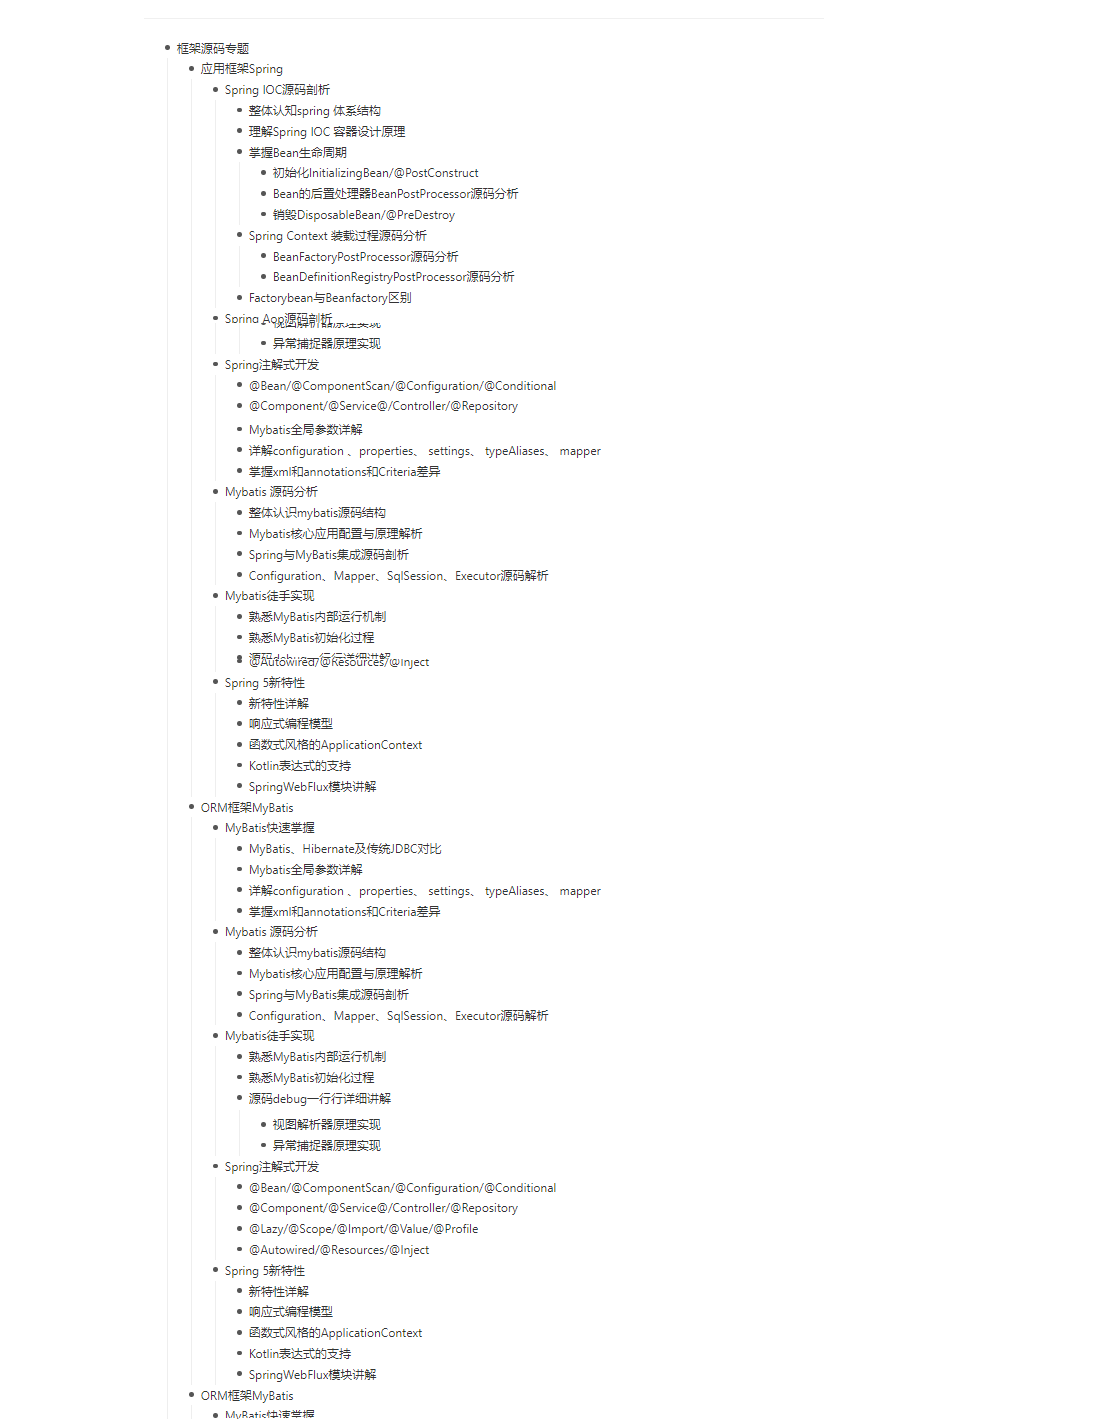 框架源码专题
应用框架Spring
Spring IOC源码剖析
整体认知spring 体系结构
理解Spring IOC 容器设计原理
掌握Bean生命周期
初始化InitializingBean/@PostConstruct
Bean的后置处理器BeanPostProcessor源码分析
销毁DisposableBean/@PreDestroy
Spring Context 装载过程源码分析
BeanFactoryPostProcessor源码分析
BeanDefinitionRegistryPostProcessor源码分析
Factorybean与Beanfactory区别
Spring Aop源码剖析
视图解析器原理实现
异常捕捉器原理实现
Spring注解式开发
@Bean/@ComponentScan/@Configuration/@Conditional
@Component/@Service@/Controller/@Repository
Mybatis全局参数详解
详解configuration 、properties、 settings、 typeAliases、 mapper
掌握xml和annotations和Criteria差异
Mybatis 源码分析
整体认识mybatis源码结构
Mybatis核心应用配置与原理解析
Spring与MyBatis集成源码剖析
Configuration、Mapper、SqlSession、Executor源码解析
Mybatis徒手实现
熟悉MyBatis内部运行机制
熟悉MyBatis初始化过程
源码debug一行行详细讲解
@Autowired/@Resources/@Inject
Spring 5新特性
新特性详解
响应式编程模型
函数式风格的ApplicationContext
Kotlin表达式的支持
SpringWebFlux模块讲解
ORM框架MyBatis
MyBatis快速掌握
MyBatis、Hibernate及传统JDBC对比
Mybatis全局参数详解
详解configuration 、properties、 settings、 typeAliases、 mapper
掌握xml和annotations和Criteria差异
Mybatis 源码分析
整体认识mybatis源码结构
Mybatis核心应用配置与原理解析
Spring与MyBatis集成源码剖析
Configuration、Mapper、SqlSession、Executor源码解析
Mybatis徒手实现
熟悉MyBatis内部运行机制
熟悉MyBatis初始化过程
源码debug一行行详细讲解
视图解析器原理实现
异常捕捉器原理实现
Spring注解式开发
@Bean/@ComponentScan/@Configuration/@Conditional
@Component/@Service@/Controller/@Repository
@Lazy/@Scope/@Import/@Value/@Profile
@Autowired/@Resources/@Inject
Spring 5新特性
新特性详解
响应式编程模型
函数式风格的ApplicationContext
Kotlin表达式的支持
SpringWebFlux模块讲解
ORM框架MyBatis
MyBatis快速掌握